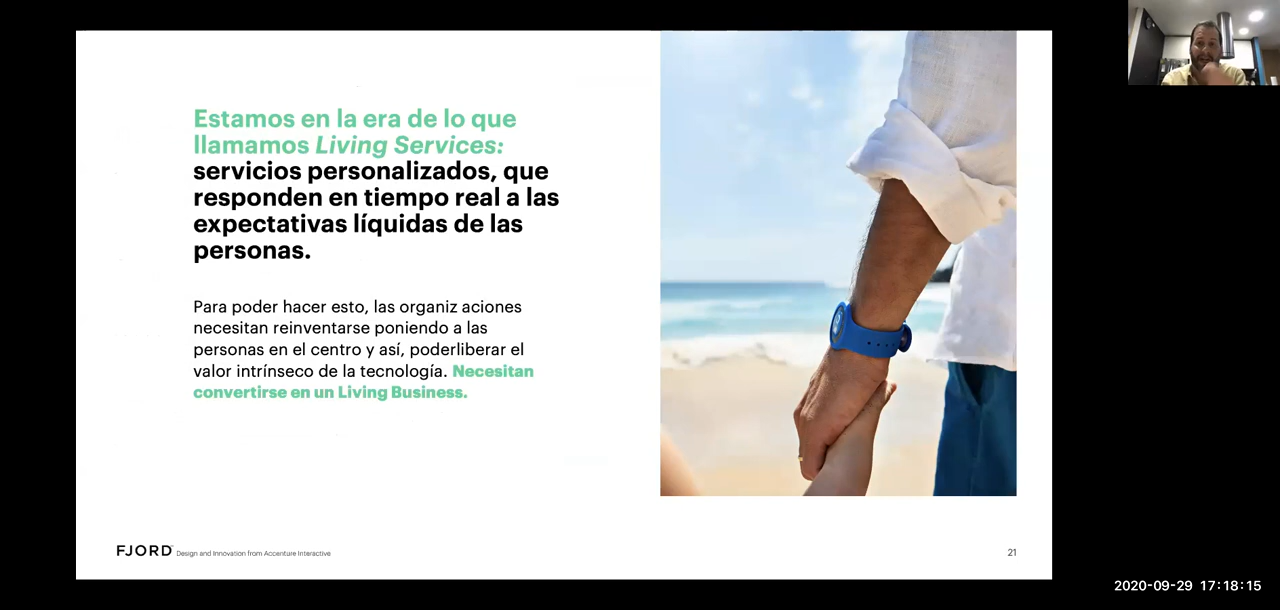 Estamos en la era de lo que
llamamos Living Services:
servicios personalizados, que
responden en tiempo real a las
expectativas líquidas de las
personas.
Para poder hacer esto, las organiz aciones
necesitan reinventarse poniendo a las
personas en el centro y así, poderliberar el
valor intrínseco de la tecnología. Necesitan
convertirse en un Living Business.
FJORD Design and Innovation from Accenture Interactive
21
2020-09-29 17:18:15